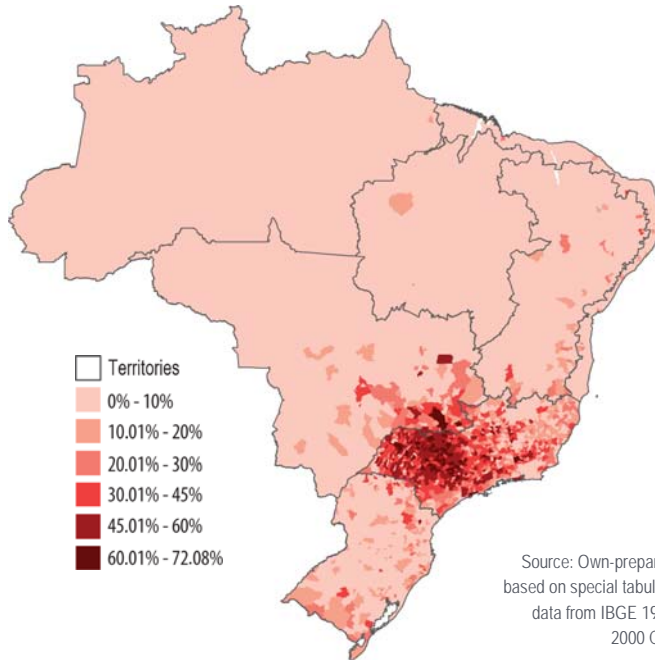 Territories
0% - 10%
10.01% - 20%
20.01% - 30%
30.01% - 45%
45.01% - 60%
60.01% - 72.08%
Source: Own-prepar
based on special tabul
data from IBGE 19
2000 C